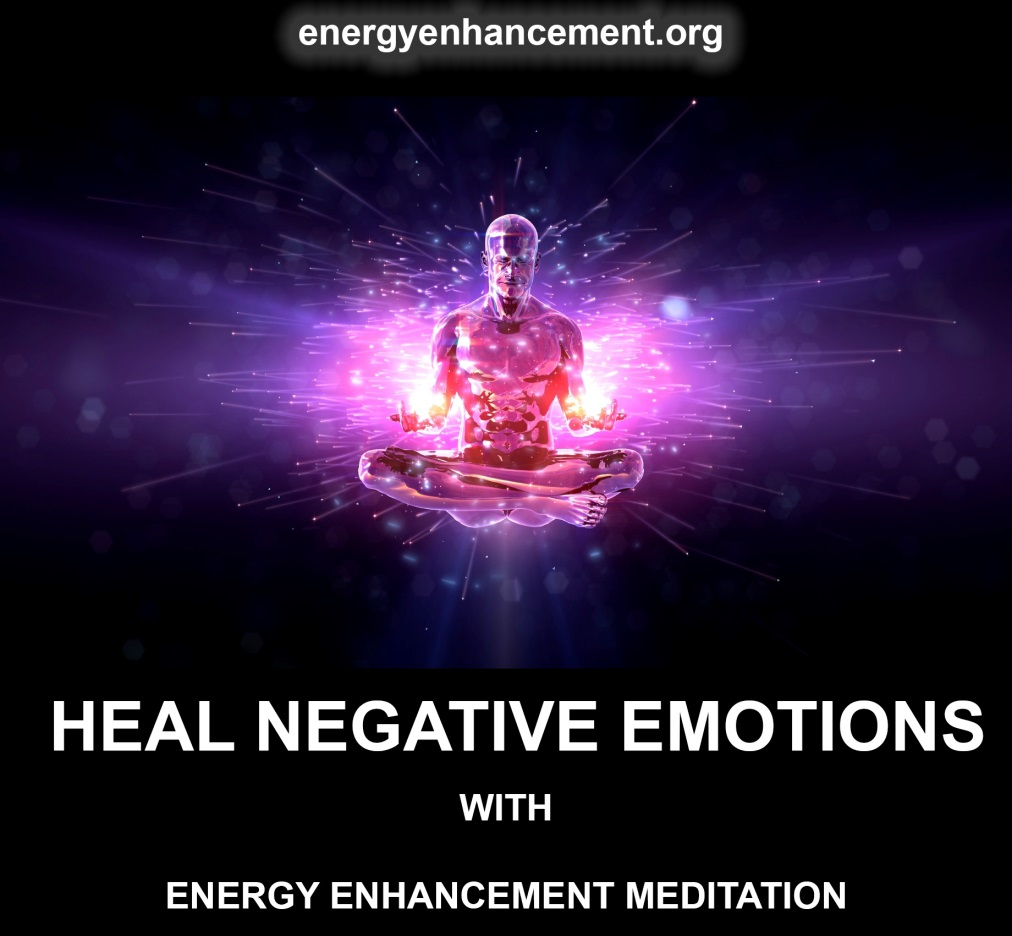 energyenhancement.org
HEAL NEGATIVE EMOTIONS
WITH
ENERGY ENHANCEMENT MEDITATION